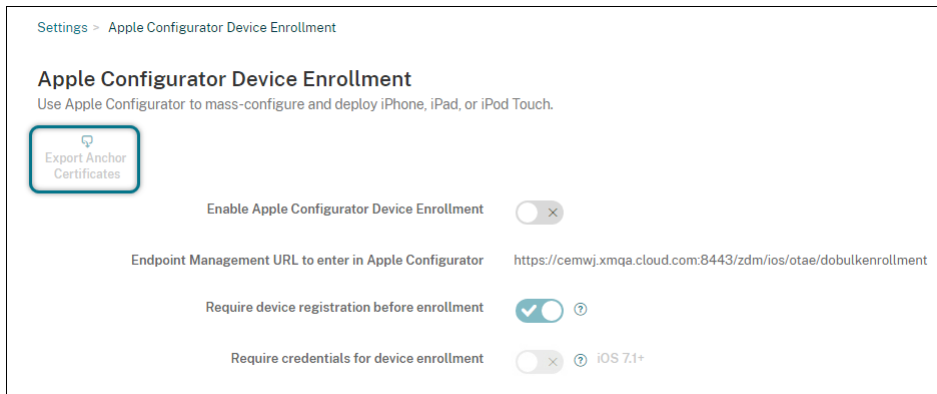 Settings > Apple Configurator Device Enrollment
Apple Configurator Device Enrollment
Use Apple Configurator to mass-configure and deploy iPhone, iPad, or iPod Touch.
Export Anchor
Certificates
Enable Apple Configurator Device Enrollment
Endpoint Management URL to enter in Apple Configurator https://cemwj.xmqa.cloud.com:8443/zdm/ios/otae/dobulkenrollment
Require device registration before enrollment ?
Require credentials for device enrollment ? iOS 7.1+